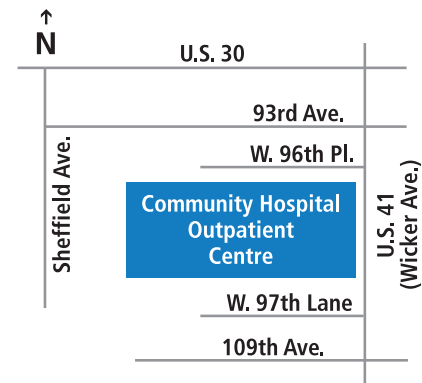 N
U.S. 30
93rd Ave.
W. 96th Pl.
Sheffield Ave.
Community Hospital
Outpatient
Centre
U.S. 41
(Wicker Ave.)
W. 97th Lane
109th Ave.